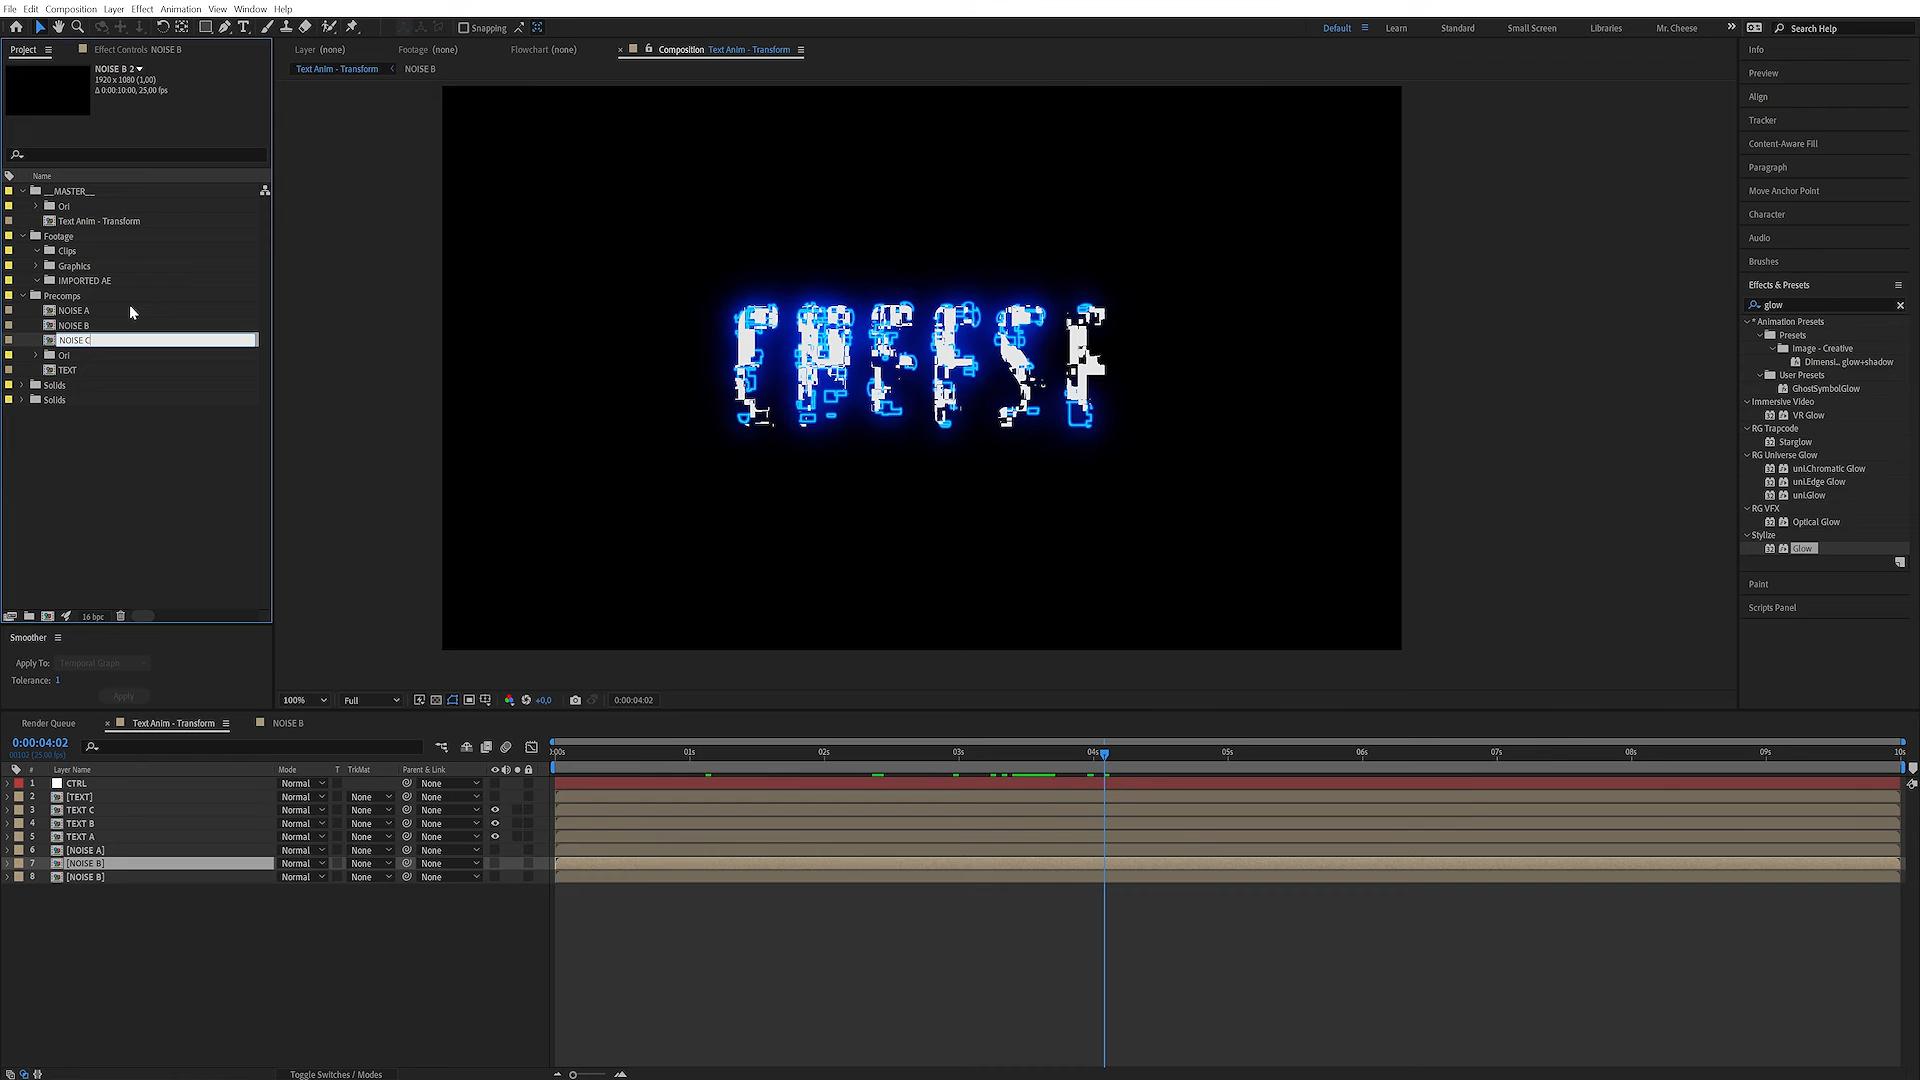 File Edit Composition Layer Effect Animation View Window Help
Snapping
Default Learn Standard Small Screen Libraries Mr. Cheese Search Help
Project Effect Controls NOISE B
Layer (none) Footage (none) Flowchart (none) Composition Text Anim - Transform
Text Anim - Transform NOISE B
NOISE B 2
1920 x 1080 (1,00)
Δ 0:00:10:00, 25,00 fps
Name
__MASTER__
Ori
Text Anim - Transform
Footage
Clips
Graphics
IMPORTED AE
Precomps
NOISE A
NOISE B
NOISE C
Ori
TEXT
Solids
Solids
16 bpc
Smoother
Apply To: Temporal Graph
Tolerance: 1
Apply
100% Full +0,0 0:00:04:02
Info
Preview
Align
Tracker
Content-Aware Fill
Paragraph
Move Anchor Point
Character
Audio
Brushes
Effects & Presets
glow
* Animation Presets
Presets
Image - Creative
Dimensi... glow+shadow
User Presets
GhostSymbolGlow
Immersive Video
VR Glow
RG Trapcode
Starglow
RG Universe Glow
uni.Chromatic Glow
uni.Edge Glow
uni.Glow
RG VFX
Optical Glow
Stylize
Glow
Paint
Scripts Panel
Render Queue Text Anim - Transform NOISE B
0:00:04:02
00102 (25.00 fps)
:00s 01s 02s 03s 04s 05s 06s 07s 08s 09s 10s
# Layer Name Mode T TrkMat Parent & Link
1 CTRL Normal None
2 [TEXT] Normal None None
3 TEXT C Normal None None
4 TEXT B Normal None None
5 TEXT A Normal None None
6 [NOISE A] Normal None None
7 [NOISE B] Normal None None
8 [NOISE B] Normal None None
Toggle Switches / Modes